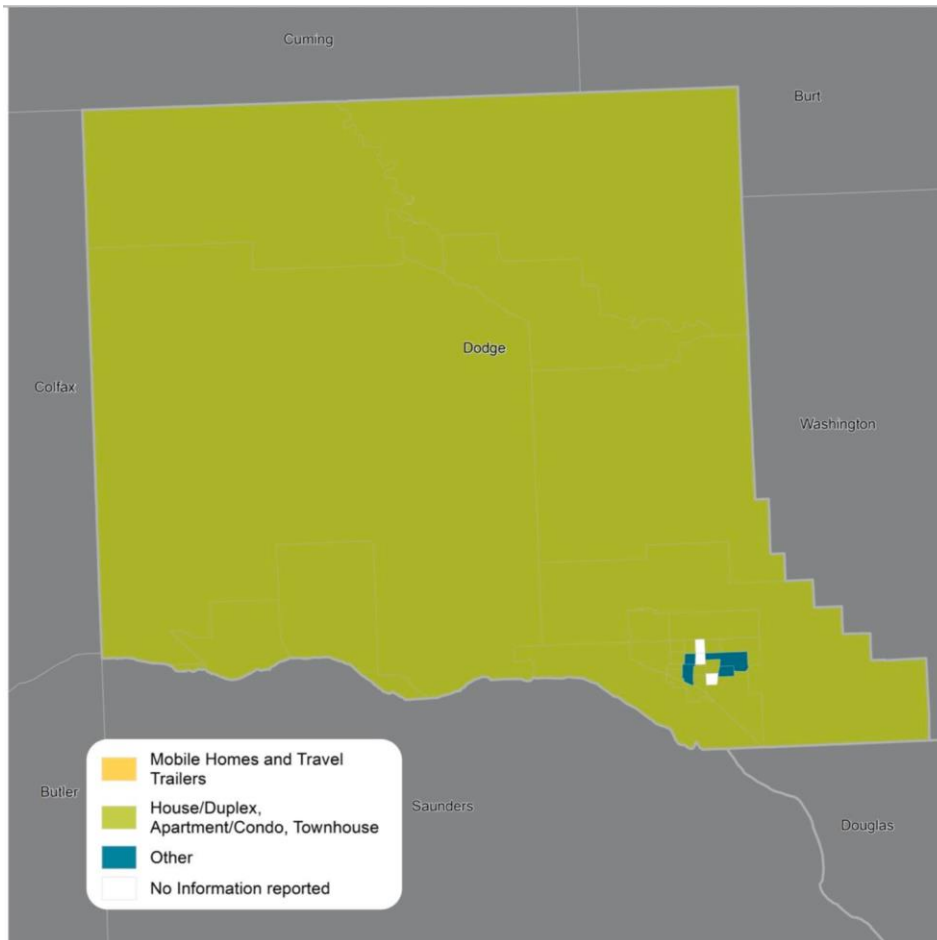 Cuming
Burt
Dodge
Colfax
Washington
Mobile Homes and Travel
Trailers
House/Duplex,
Apartment/Condo, Townhouse
Other
No Information reported
Butler
Saunders
Douglas